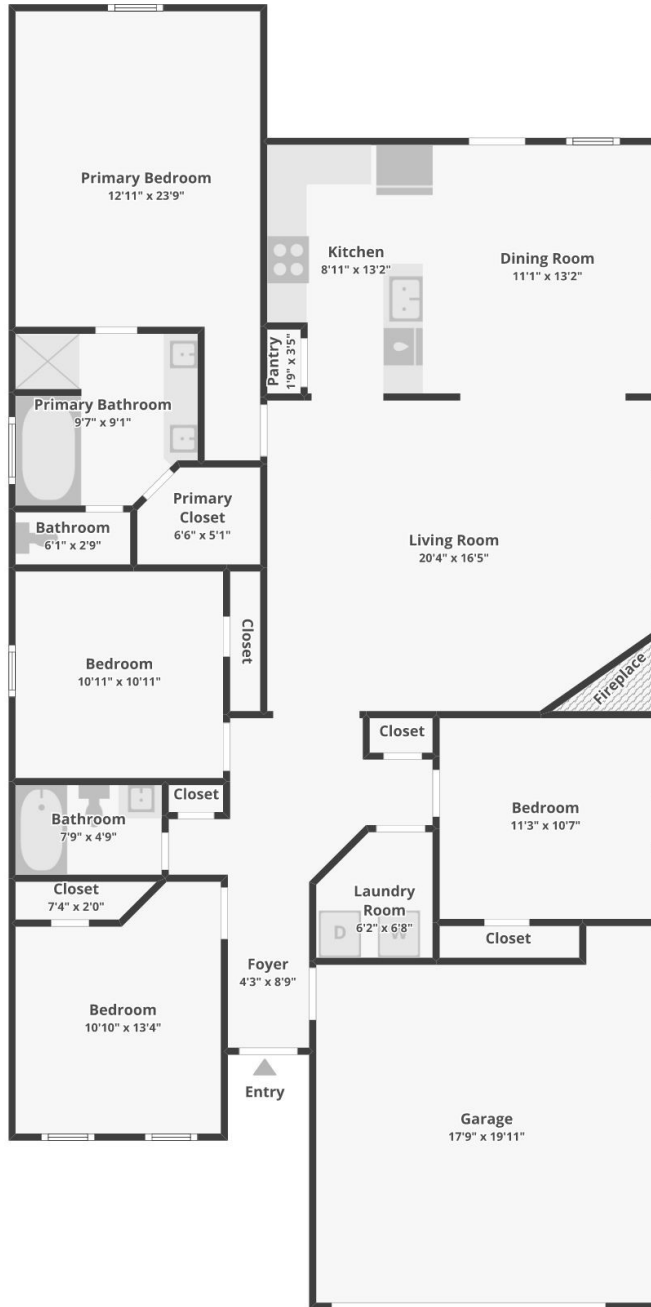 Primary Bedroom
12'11" x 23'9"
Kitchen
8'11" x 13'2"
Dining Room
11'1" x 13'2"
Pantry
1'9" x 3'5"
Primary Bathroom
9'7" x 9'1"
Primary
Closet
6'6" x 5'1"
Bathroom
6'1" x 2'9"
Living Room
20'4" x 16'5"
Closet
Bedroom
10'11" x 10'11"
Fireplace
Closet
Closet
Bedroom
11'3" x 10'7"
Bathroom
7'9" x 4'9"
Closet
7'4" x 2'0"
Laundry
Room
6'2" x 6'8"
D
W
Closet
Foyer
4'3" x 8'9"
Bedroom
10'10" x 13'4"
Entry
Garage
17'9" x 19'11"